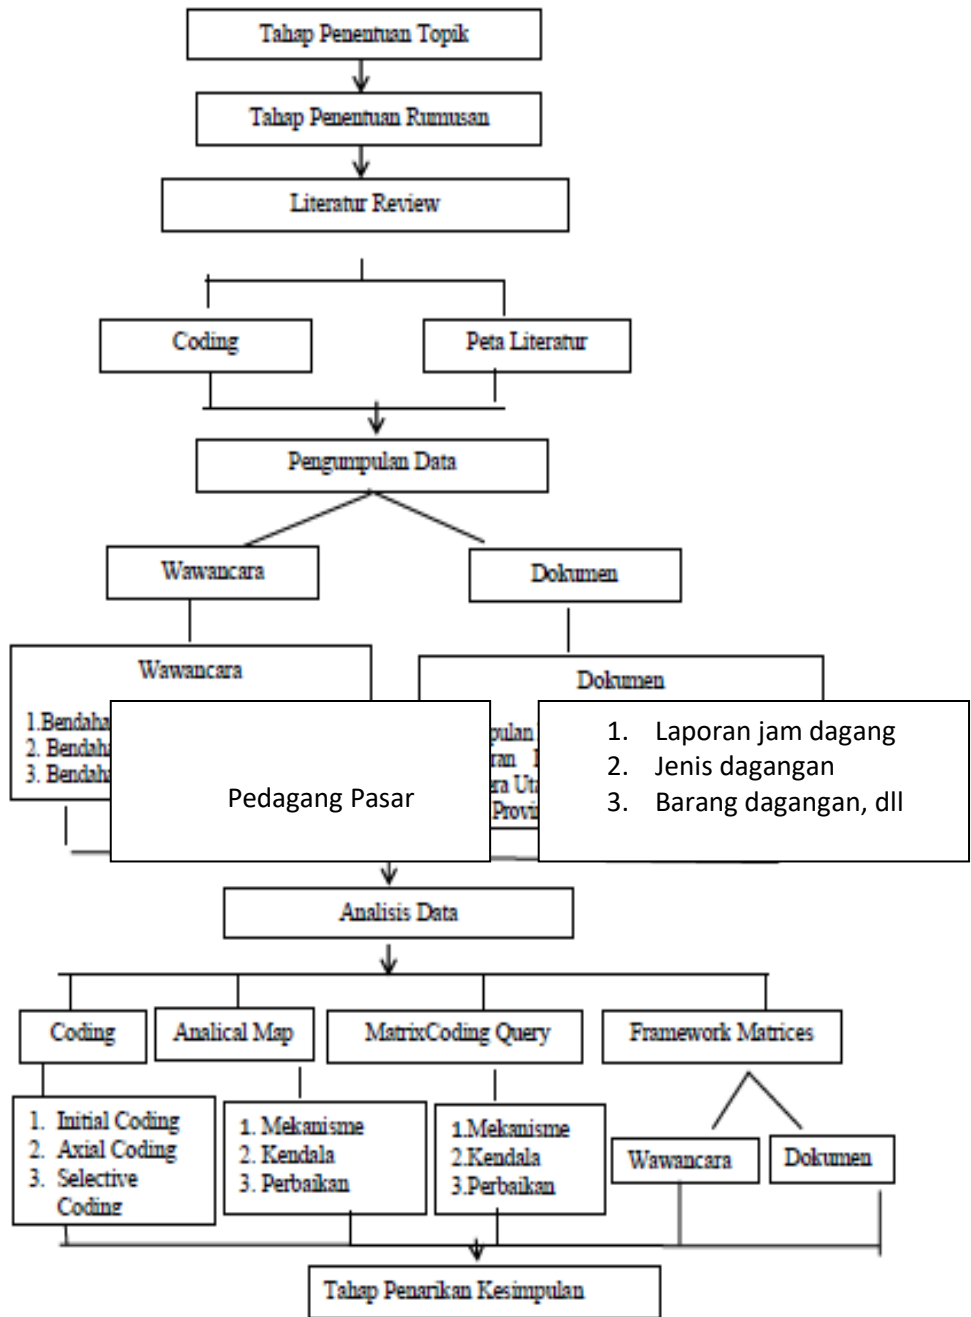 Tahap Penentuan Topik
Tahap Penentuan Rumusan
Literatur Review
Coding
Peta Literatur
Pengumpulan Data
Wawancara
Dokumen
Wawancara
Dokumen
1.
2.
3.
Pedagang Pasar
1. Laporan jam dagang
2. Jenis dagangan
3. Barang dagangan, dll
Analisis Data
Coding
Analical Map
MatrixCoding Query
Framework Matrices
1. Initial Coding
2. Axial Coding
3. Selective
Coding
1. Mekanisme
2. Kendala
3. Perbaikan
1.Mekanisme
2.Kendala
3.Perbaikan
Wawancara
Dokumen
Tahap Penarikan Kesimpulan